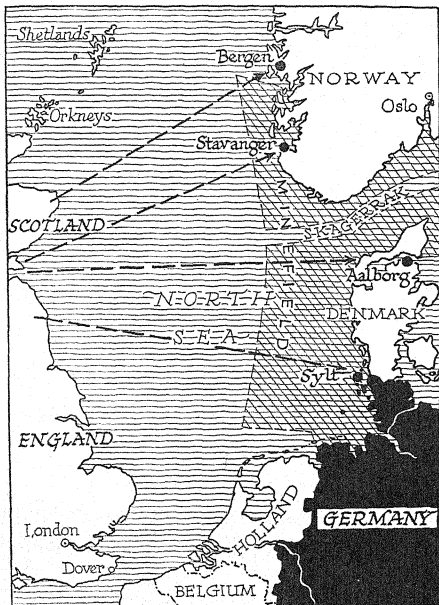 Shetlands
Bergen
NORWAY
Oslo
Orkneys
Stavanger
SCOTLAND
MINEFIELD
SKAGERRAK
Aalborg
NORTH
SEA
DENMARK
Sylt
ENGLAND
GERMANY
HOLLAND
London
Dover
BELGIUM